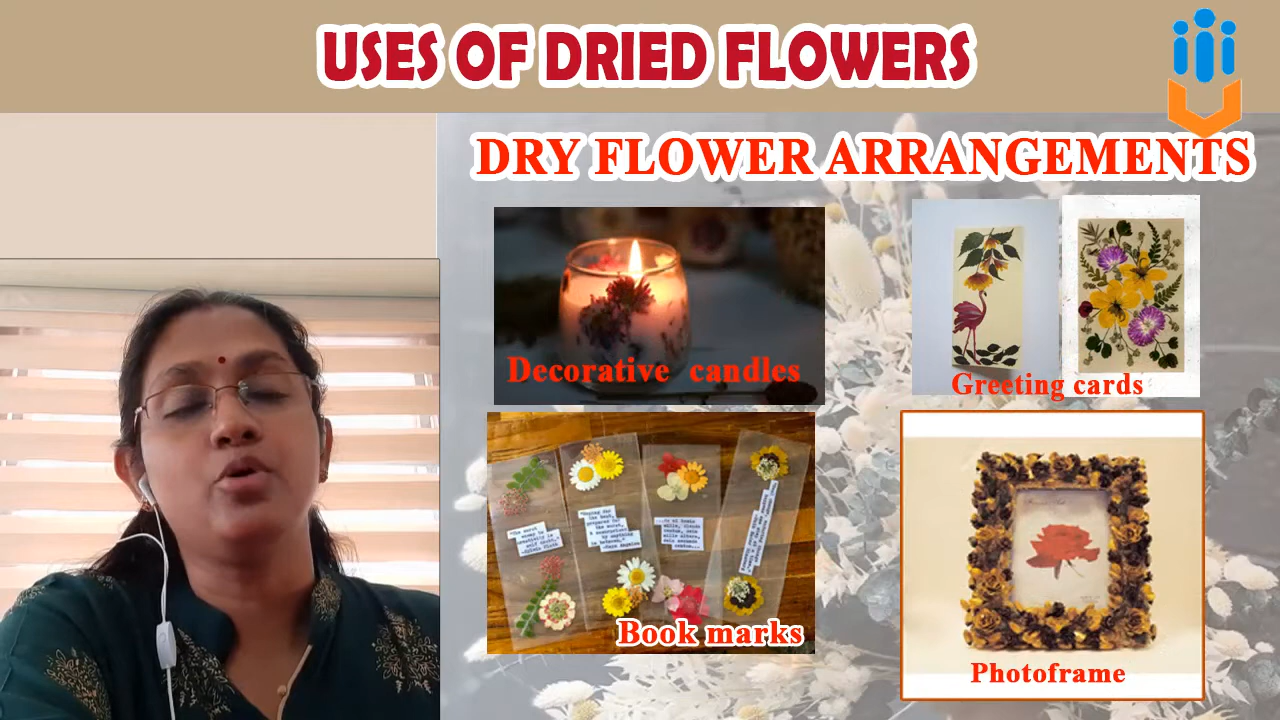 USES OF DRIED FLOWERS
DRY FLOWER ARRANGEMENTS
Decorative candles
Greeting cards
Book marks
Photoframe